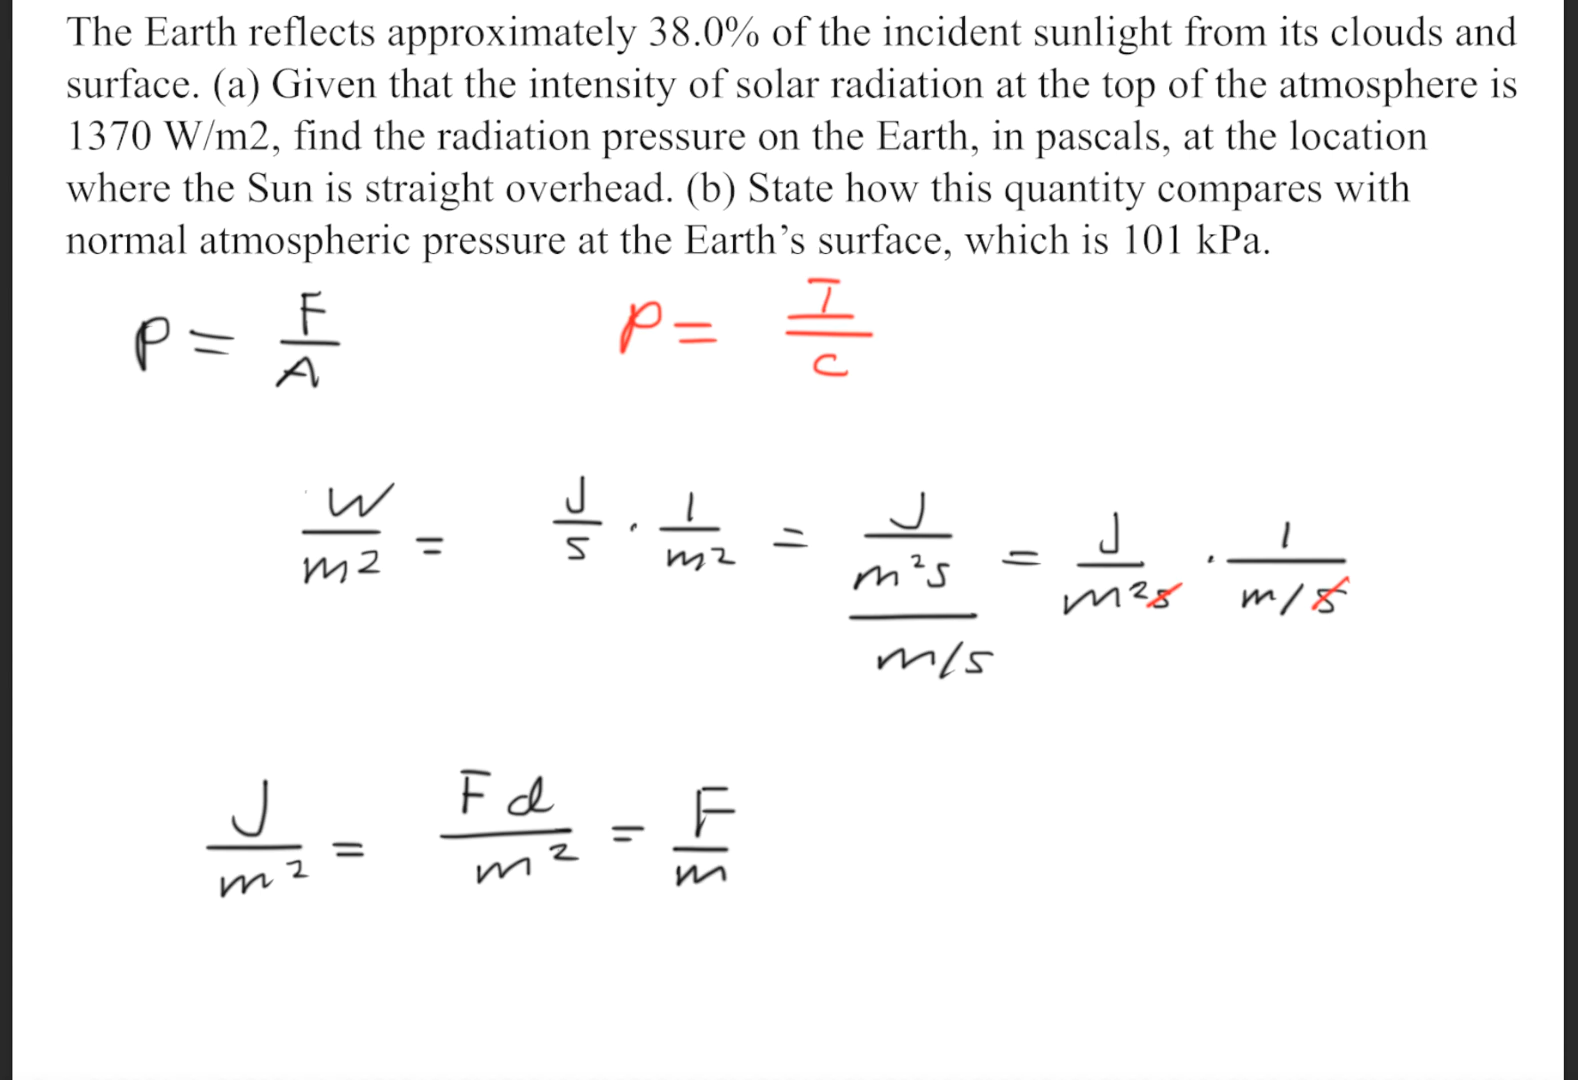 The Earth reflects approximately 38.0% of the incident sunlight from its clouds and
surface. (a) Given that the intensity of solar radiation at the top of the atmosphere is
1370 W/m2, find the radiation pressure on the Earth, in pascals, at the location
where the Sun is straight overhead. (b) State how this quantity compares with
normal atmospheric pressure at the Earth’s surface, which is 101 kPa.
P = F/A P = I/c
W/m² = J/s · 1/m² = (J/m²s)/(m/s) = J/m²s · 1/m/s
J/m² = Fd/m² = F/m